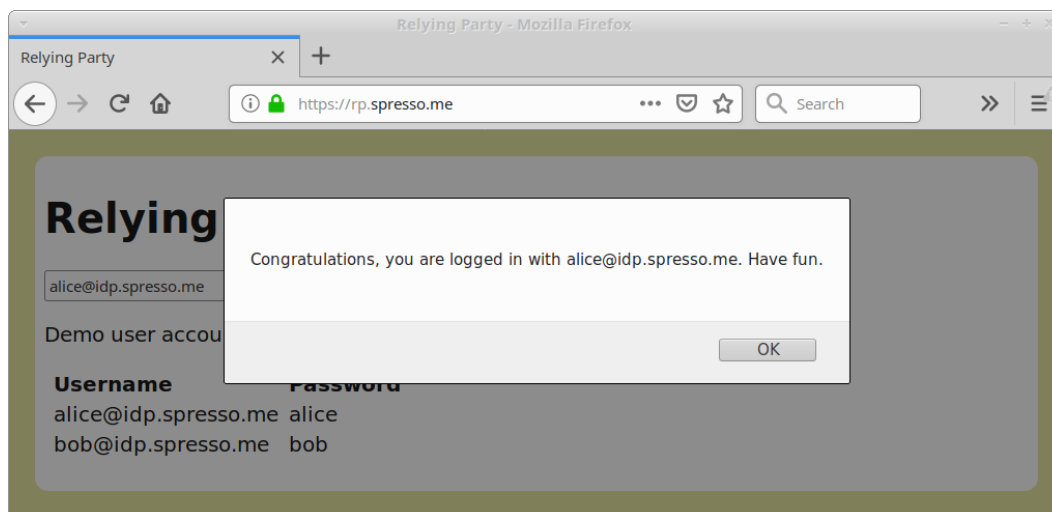 Relying Party - Mozilla Firefox
Relying Party
https://rp.spresso.me
Search
Relying
Congratulations, you are logged in with alice@idp.spresso.me. Have fun.
alice@idp.spresso.me
Demo user accou
OK
Username Password
alice@idp.spresso.me alice
bob@idp.spresso.me bob